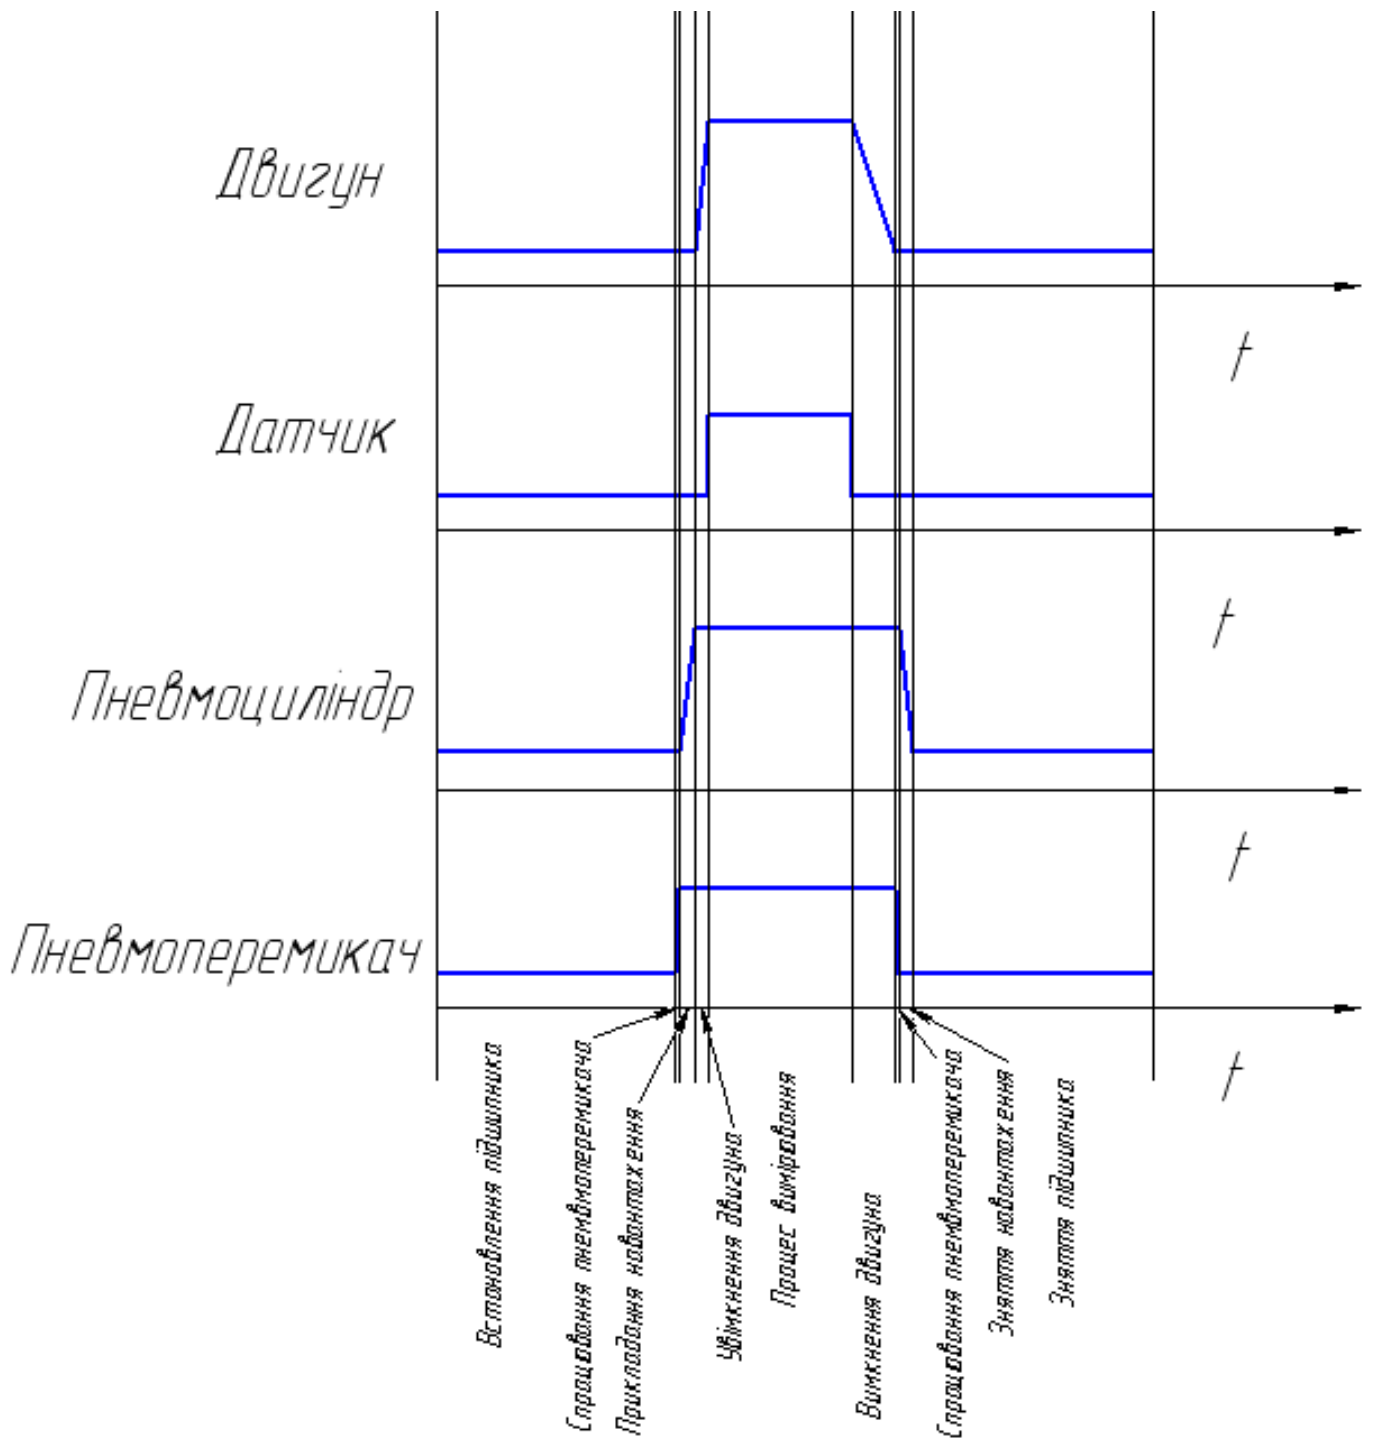 Двигун
t
Датчик
t
Пневмоциліндр
t
Пневмоперемикач
t
Встановлення підшипника
Спрацювання пневмоперемикача
Прикладання навантаження
Увімкнення двигуна
Процес вимірювання
Вимкнення двигуна
Спрацювання пневмоперемикача
Зняття навантаження
Зняття підшипника